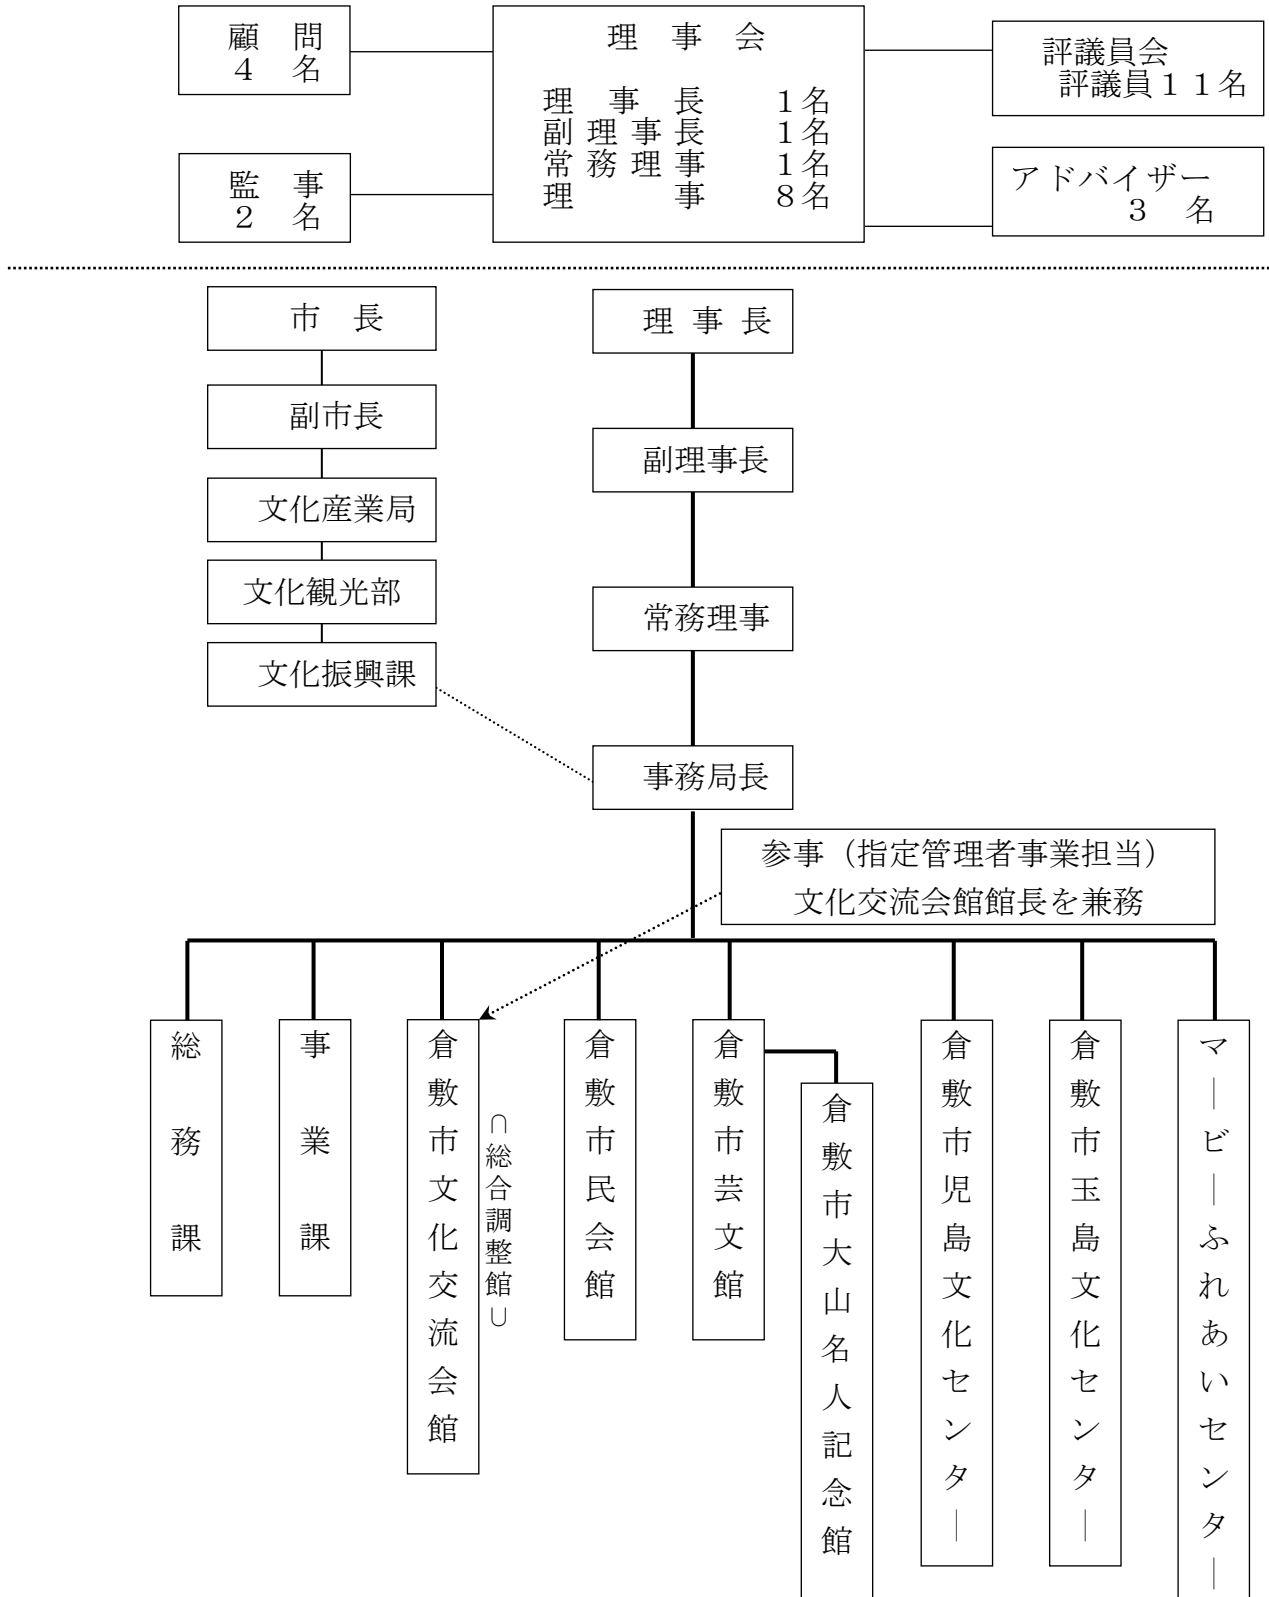 顧　問
４　名
理　事　会
理　事　長　１名
副理事長　１名
常務理事　１名
理　　　事　８名
評議員会
評議員１１名
監　事
２　名
アドバイザー
３　名
市　長
副市長
文化産業局
文化観光部
文化振興課
理 事 長
副理事長
常務理事
事務局長
参事（指定管理者事業担当）
文化交流会館館長を兼務
総務課
事業課
倉敷市文化交流会館
（総合調整館）
倉敷市民会館
倉敷市芸文館
倉敷市大山名人記念館
倉敷市児島文化センター
倉敷市玉島文化センター
マービーふれあいセンター